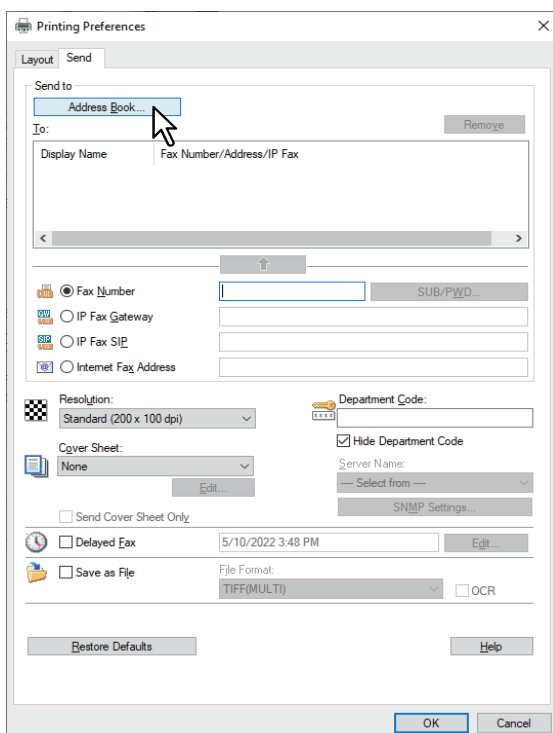 Printing Preferences
Layout Send
Send to
Address Book...
To:
Remove
Display Name Fax Number/Address/IP Fax
Fax Number
SUB/PWD...
IP Fax Gateway
IP Fax SIP
Internet Fax Address
Resolution:
Standard (200 x 100 dpi)
Department Code:
Hide Department Code
Cover Sheet:
None
Server Name:
---- Select from ----
Edit...
SNMP Settings...
Send Cover Sheet Only
Delayed Fax
5/10/2022 3:48 PM
Edit...
Save as File
File Format:
TIFF(MULTI)
OCR
Restore Defaults
Help
OK
Cancel